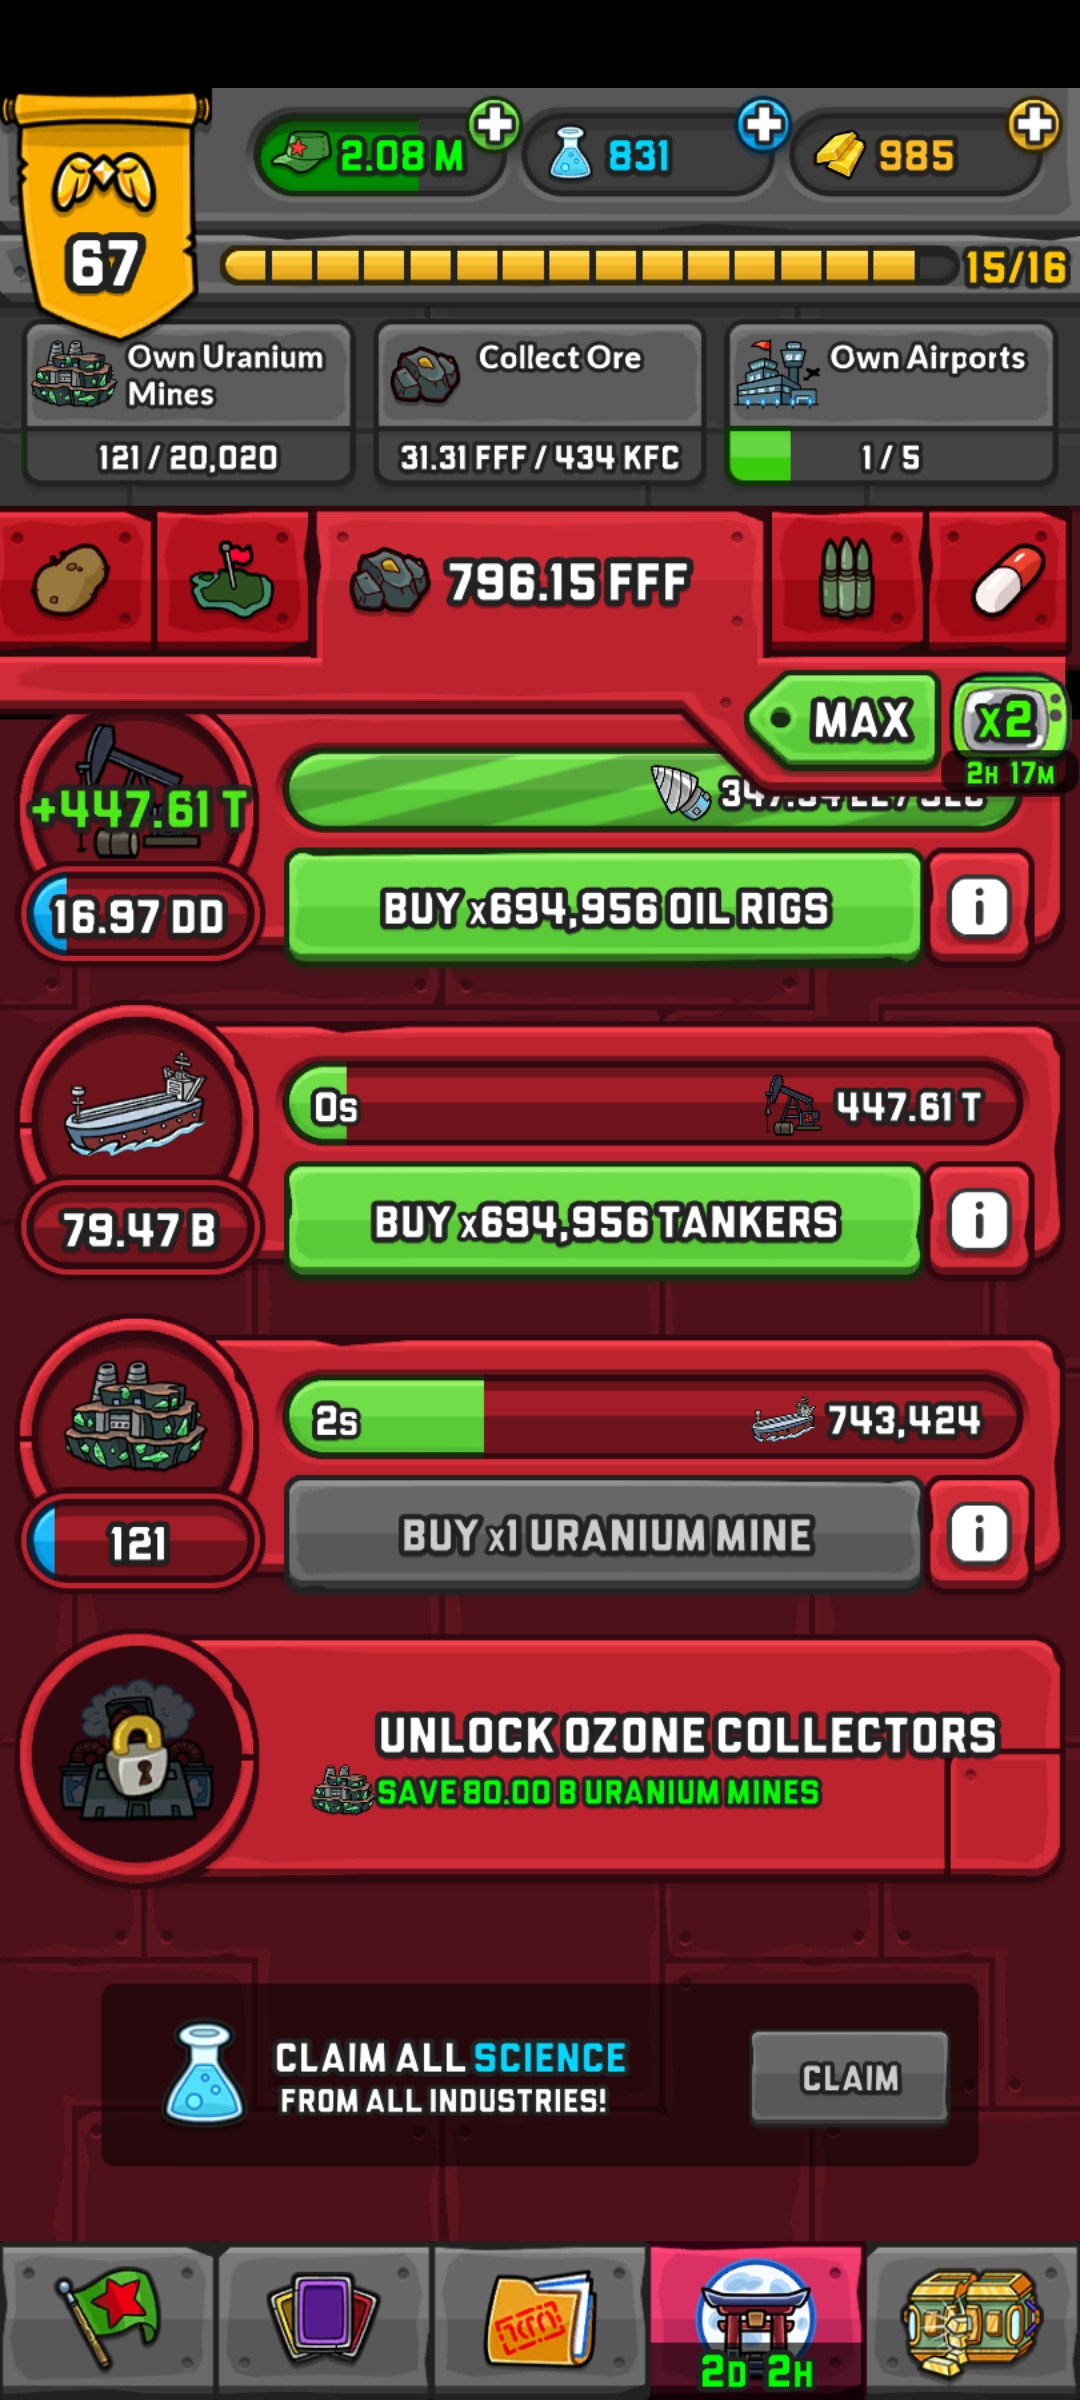 2.08 M
831
985
67
15/16
Own Uranium
Mines
121 / 20,020
Collect Ore
31.31 FFF / 434 KFC
Own Airports
1 / 5
796.15 FFF
MAX
x2
2H 17M
+447.61 T
16.97 DD
BUY x694,956 OIL RIGS
i
0s
447.61 T
79.47 B
BUY x694,956 TANKERS
i
2s
743,424
121
BUY x1 URANIUM MINE
i
UNLOCK OZONE COLLECTORS
SAVE 80.00 B URANIUM MINES
CLAIM ALL SCIENCE
FROM ALL INDUSTRIES!
CLAIM
2D 2H